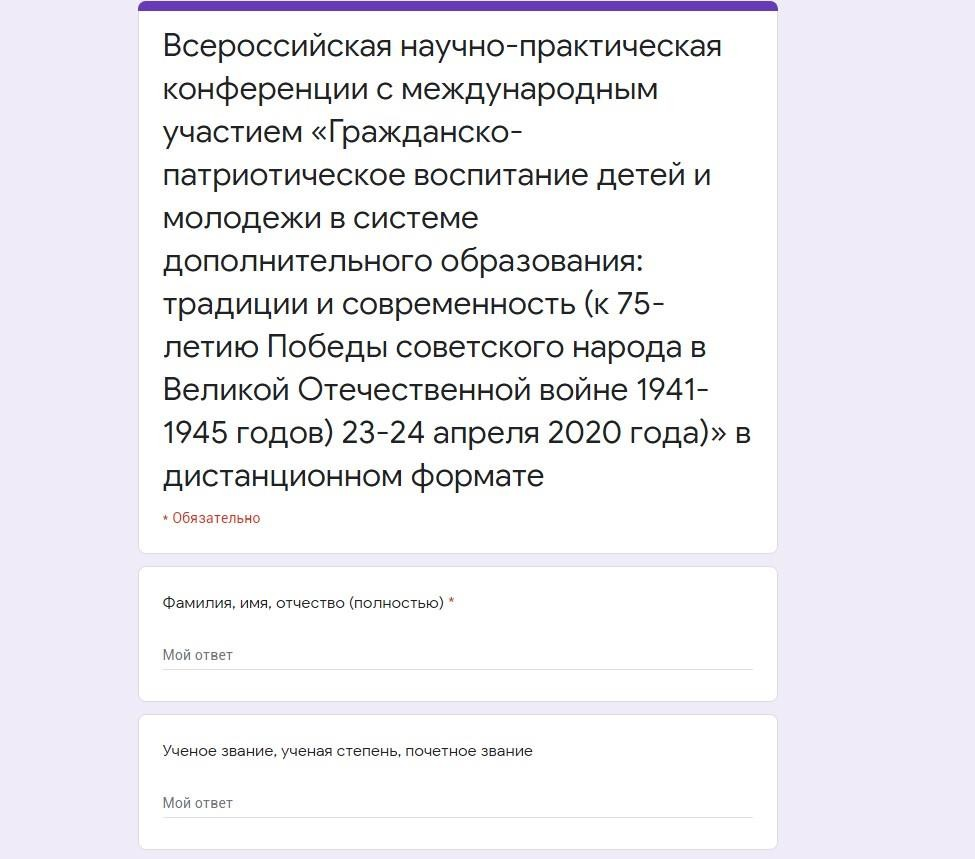 Всероссийская научно-практическая
конференции с международным
участием «Гражданско-
патриотическое воспитание детей и
молодежи в системе
дополнительного образования:
традиции и современность (к 75-
летию Победы советского народа в
Великой Отечественной войне 1941-
1945 годов) 23-24 апреля 2020 года)» в
дистанционном формате
* Обязательно
Фамилия, имя, отчество (полностью) *
Мой ответ
Ученое звание, ученая степень, почетное звание
Мой ответ